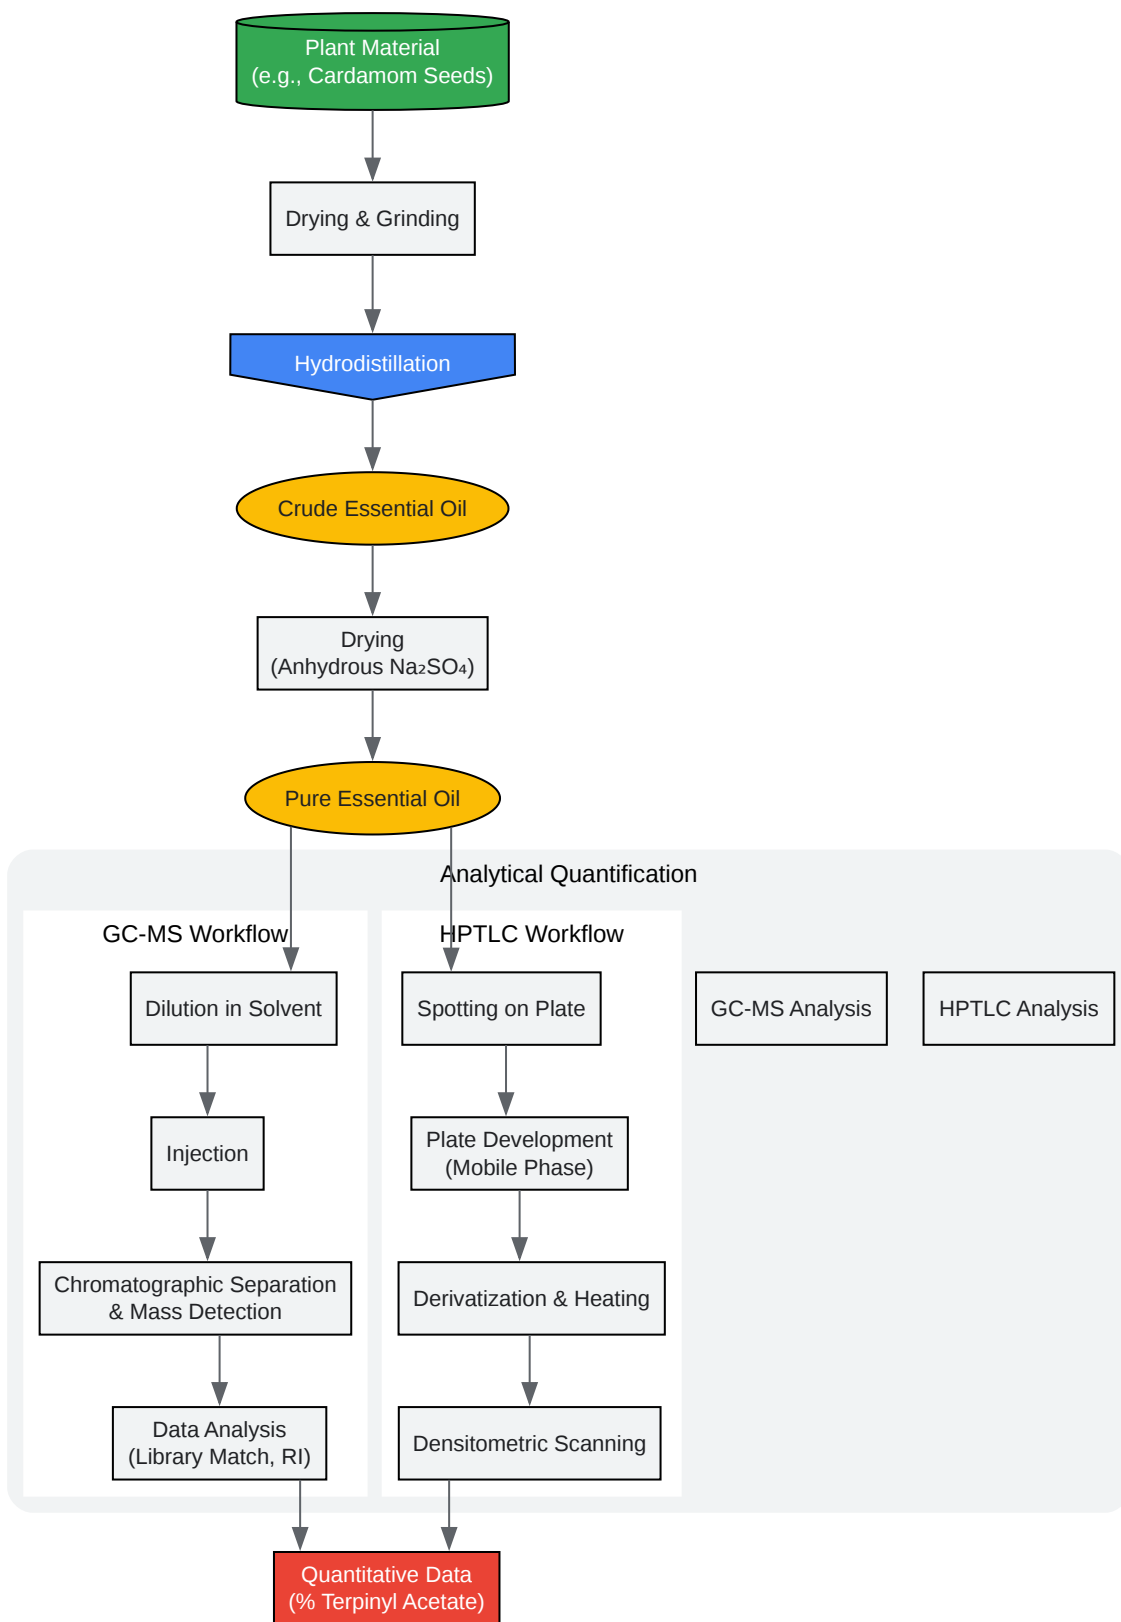 Plant Material
(e.g., Cardamom Seeds)
Drying & Grinding
Hydrodistillation
Crude Essential Oil
Drying
(Anhydrous Na₂SO₄)
Pure Essential Oil
Analytical Quantification
GC-MS Workflow
Dilution in Solvent
Injection
Chromatographic Separation
& Mass Detection
Data Analysis
(Library Match, RI)
HPTLC Workflow
Spotting on Plate
Plate Development
(Mobile Phase)
Derivatization & Heating
Densitometric Scanning
GC-MS Analysis
HPTLC Analysis
Quantitative Data
(% Terpinyl Acetate)